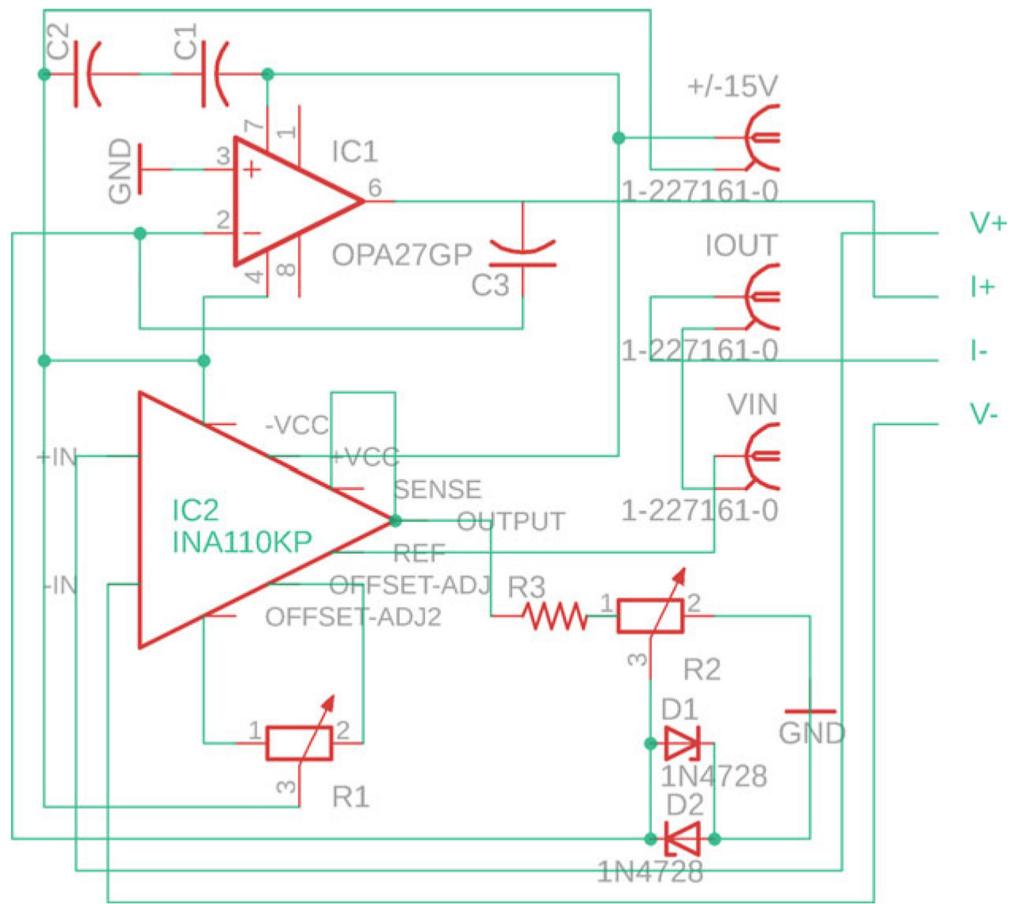 C2
C1
+/-15V
7
1
GND
3
+
IC1
6
1-227161-0
2
−
V+
4
8
OPA27GP
C3
IOUT
I+
1-227161-0
I-
VIN
V-
-VCC
+IN
+VCC
SENSE
1-227161-0
IC2
OUTPUT
INA110KP
REF
-IN
OFFSET-ADJ
R3
1
2
OFFSET-ADJ2
3
R2
D1
1
2
GND
1N4728
3
R1
D2
1N4728